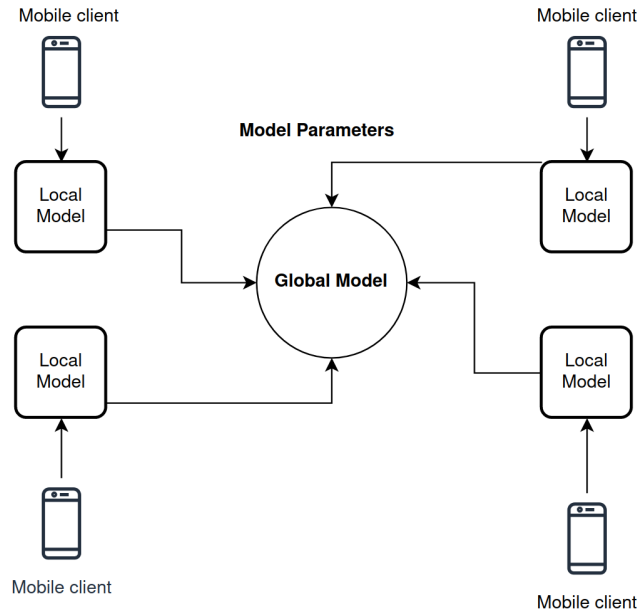 Mobile client
Mobile client
Model Parameters
Local
Model
Local
Model
Global Model
Local
Model
Local
Model
Mobile client
Mobile client